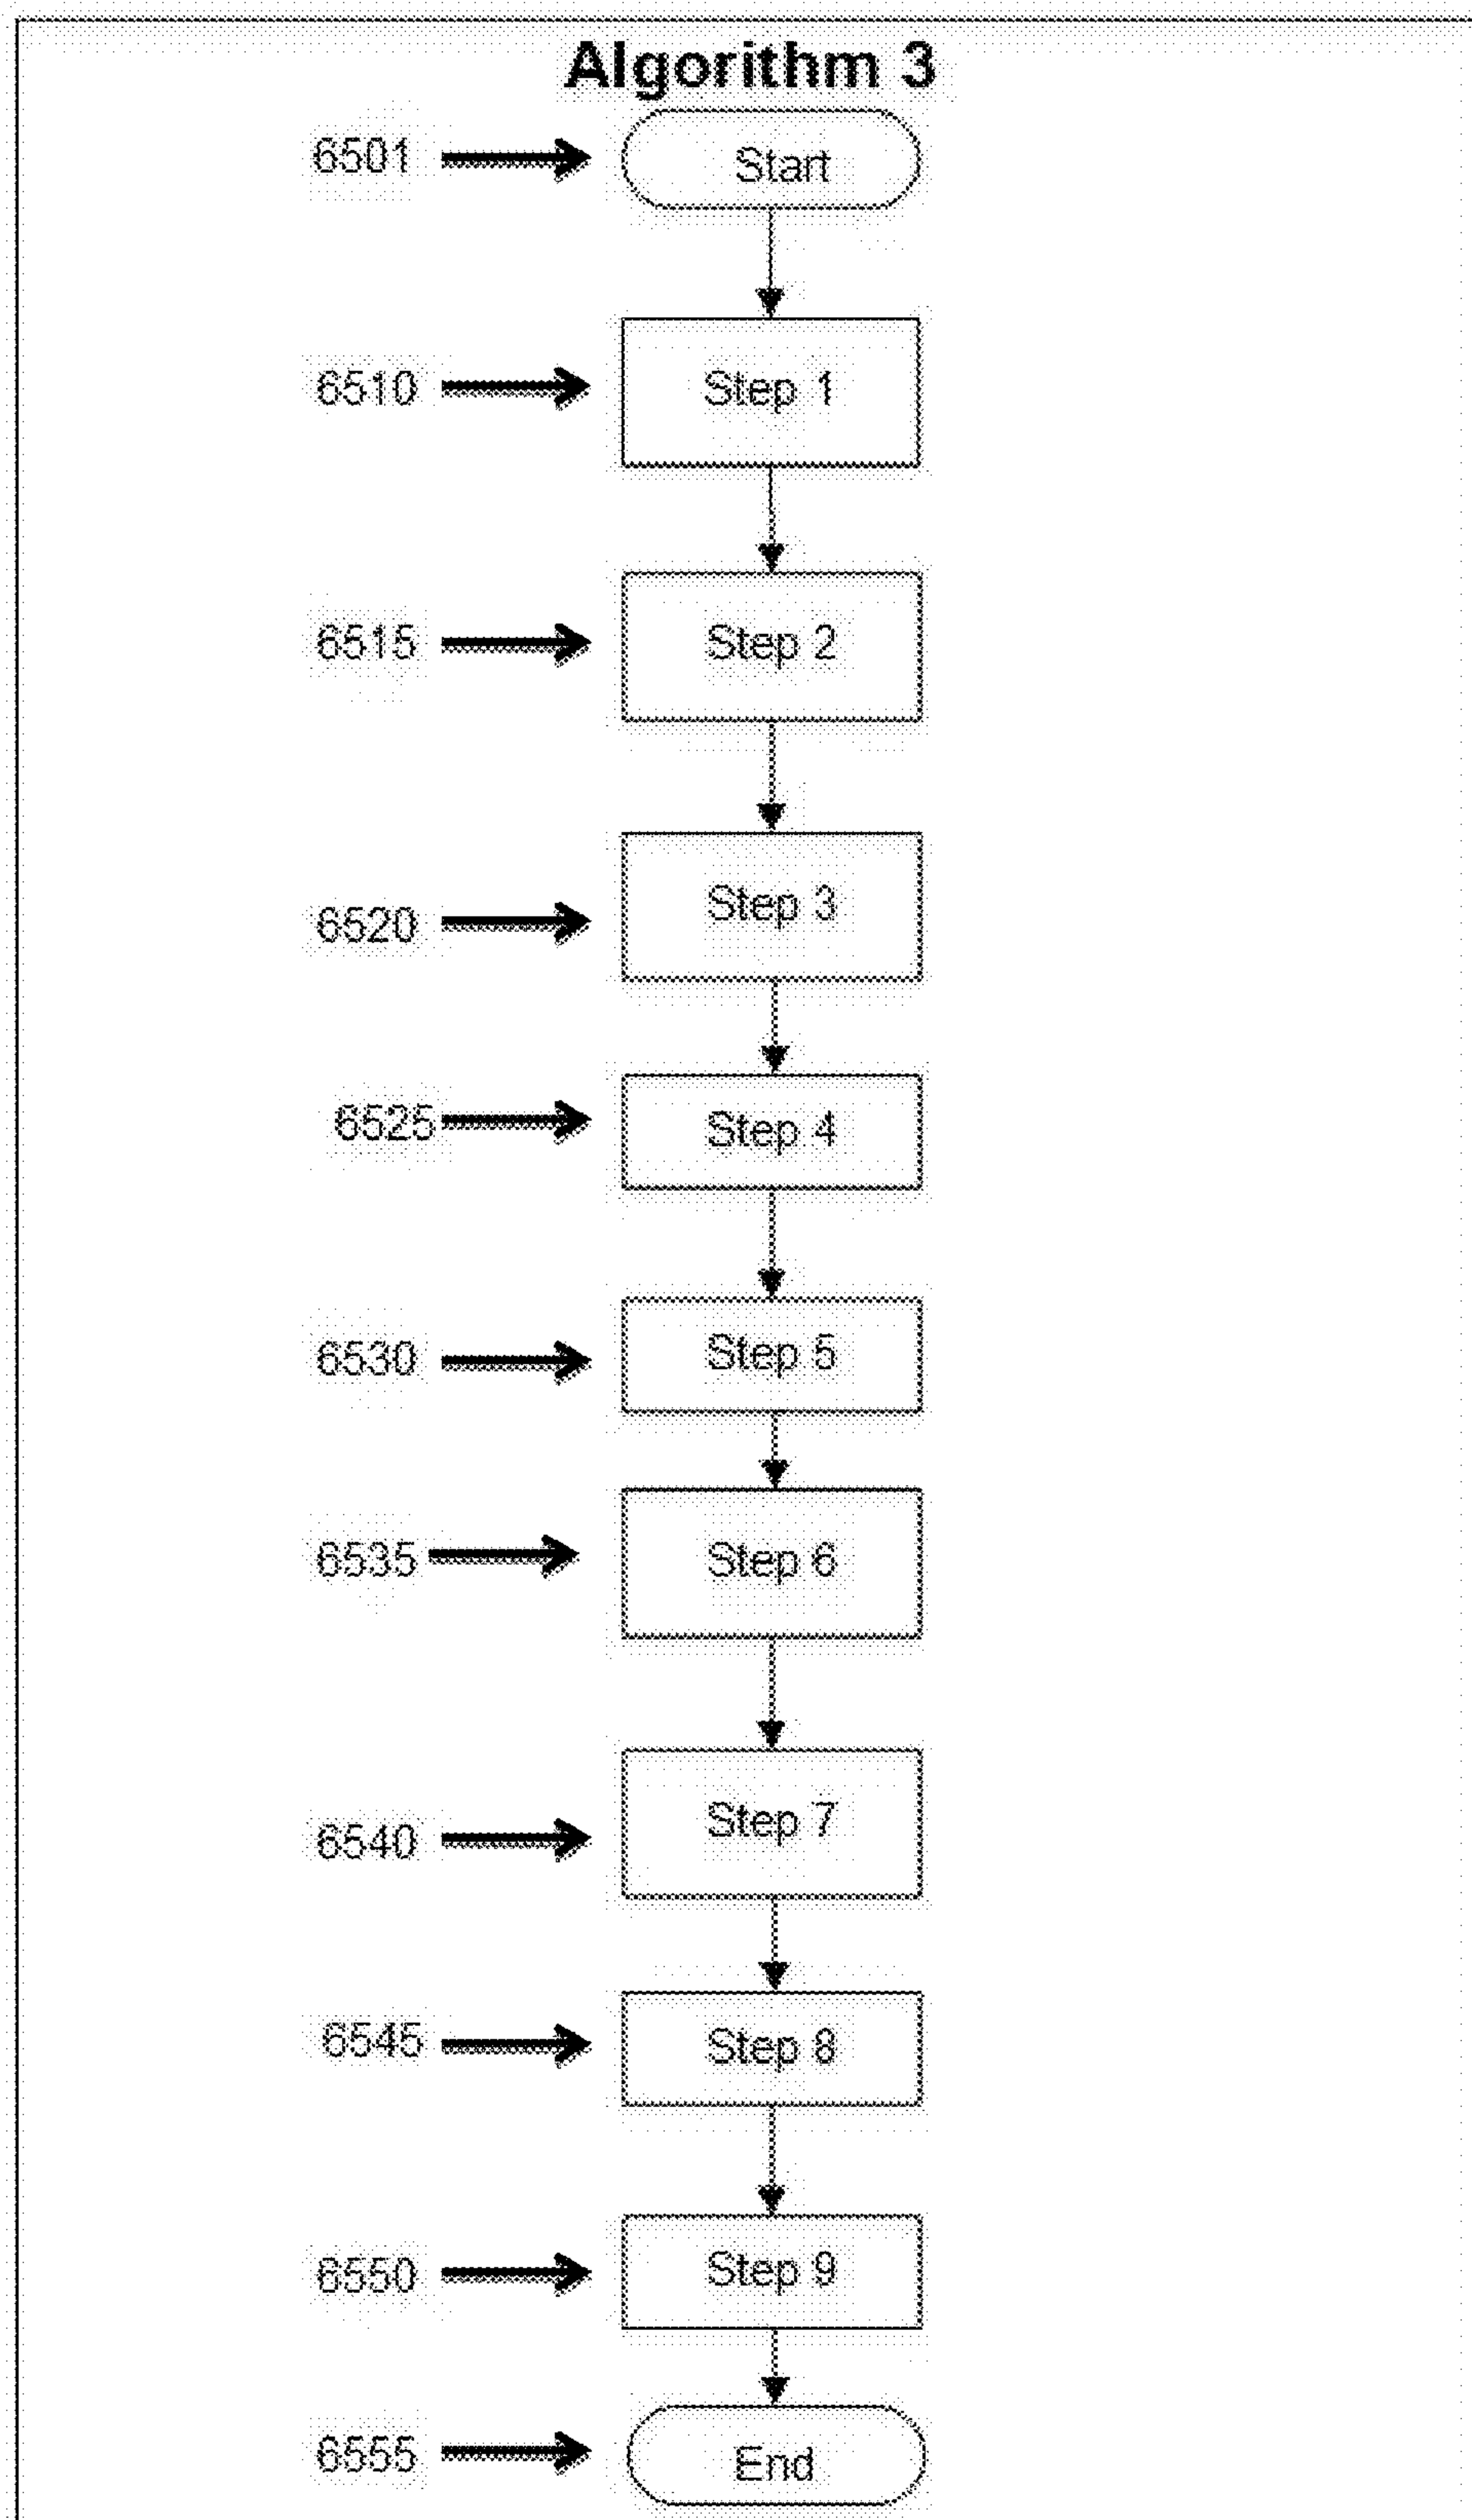 Algorithm 3
6501 Start
6510 Step 1
6515 Step 2
6520 Step 3
6525 Step 4
6530 Step 5
6535 Step 6
6540 Step 7
6545 Step 8
6550 Step 9
6555 End